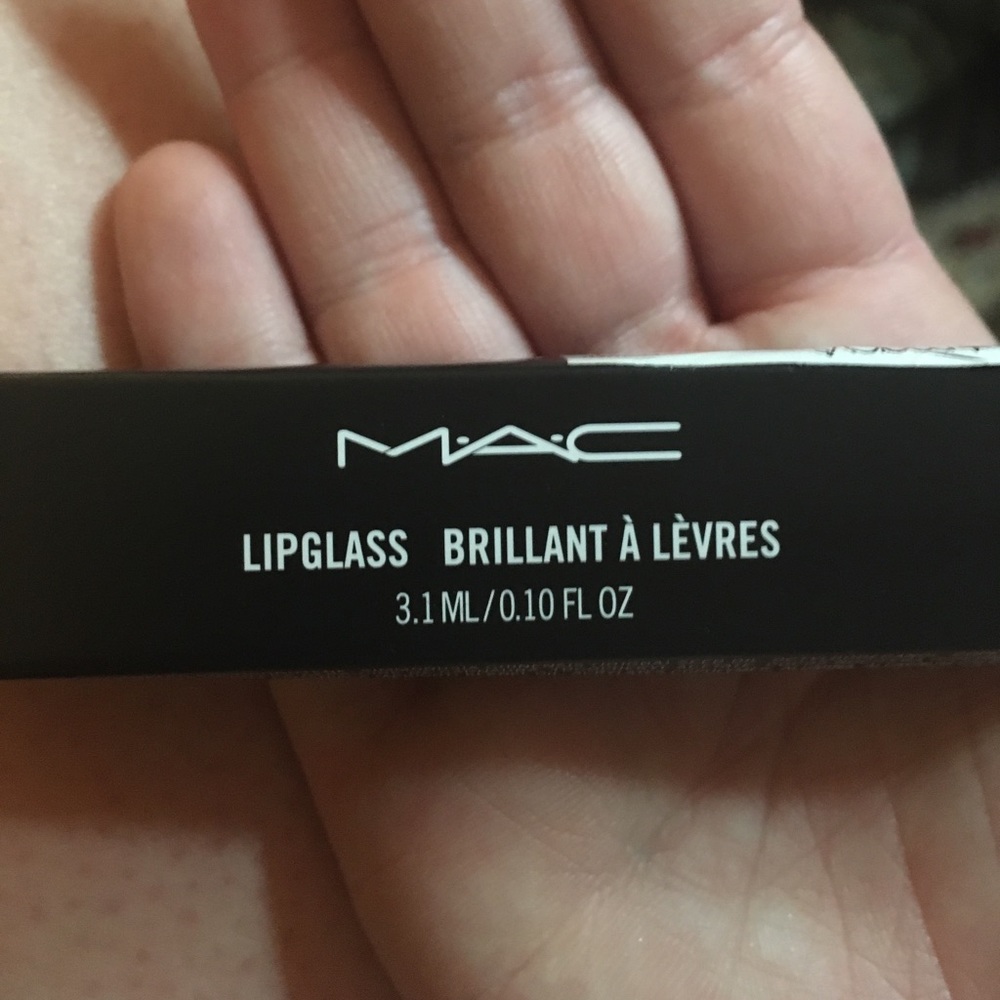 M·A·C
LIPGLASS BRILLANT À LÈVRES
3.1 ML / 0.10 FL OZ